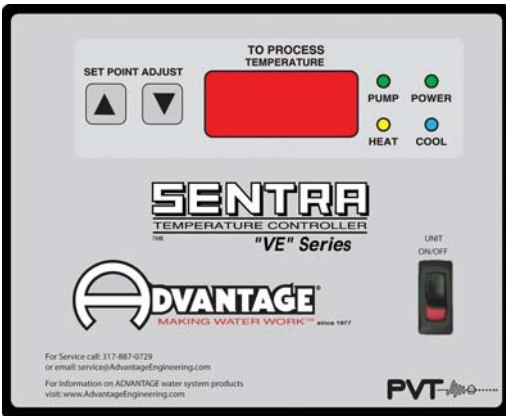 TO PROCESS
TEMPERATURE
SET POINT ADJUST
PUMP POWER
HEAT COOL
SENTRA
TEMPERATURE CONTROLLER
THE
"VE" Series
UNIT
ON/OFF
ADVANTAGE®
MAKING WATER WORK™ since 1977
For Service call: 317-887-0729
or email: service@AdvantageEngineering.com
For Information on ADVANTAGE water system products
visit: www.AdvantageEngineering.com
PVT